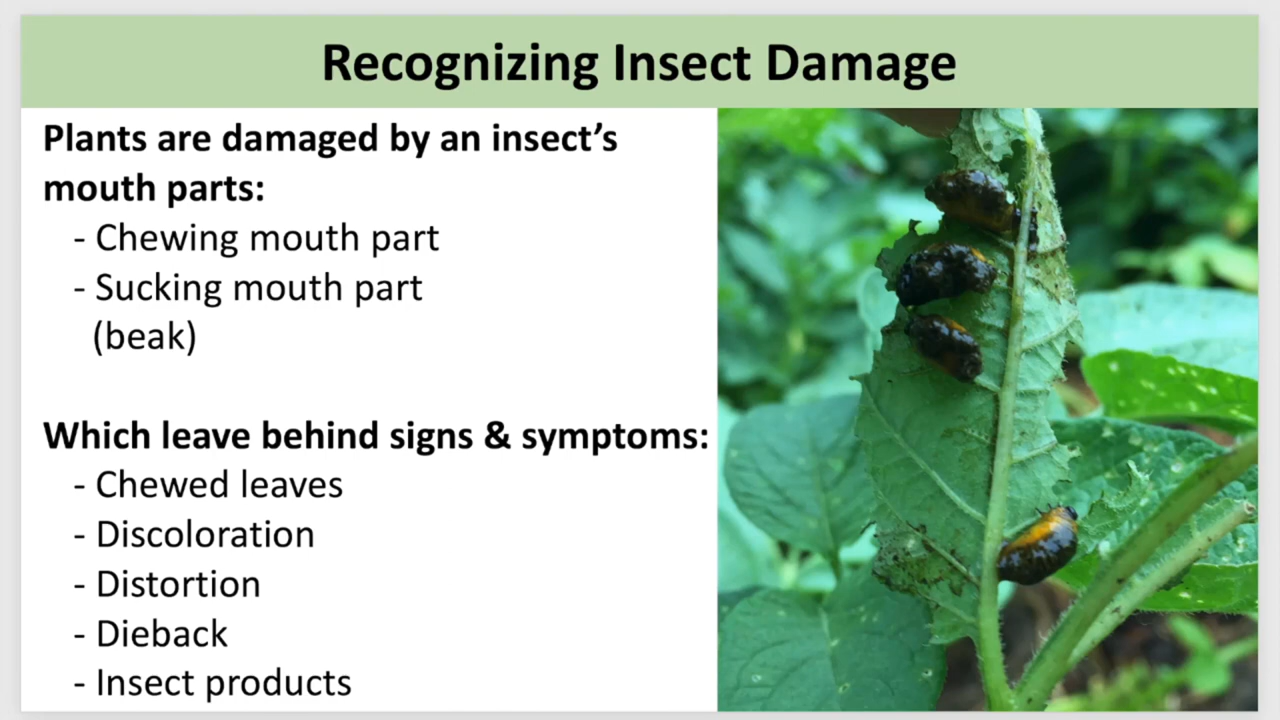 Recognizing Insect Damage
Plants are damaged by an insect’s
mouth parts:
- Chewing mouth part
- Sucking mouth part
(beak)
Which leave behind signs & symptoms:
- Chewed leaves
- Discoloration
- Distortion
- Dieback
- Insect products